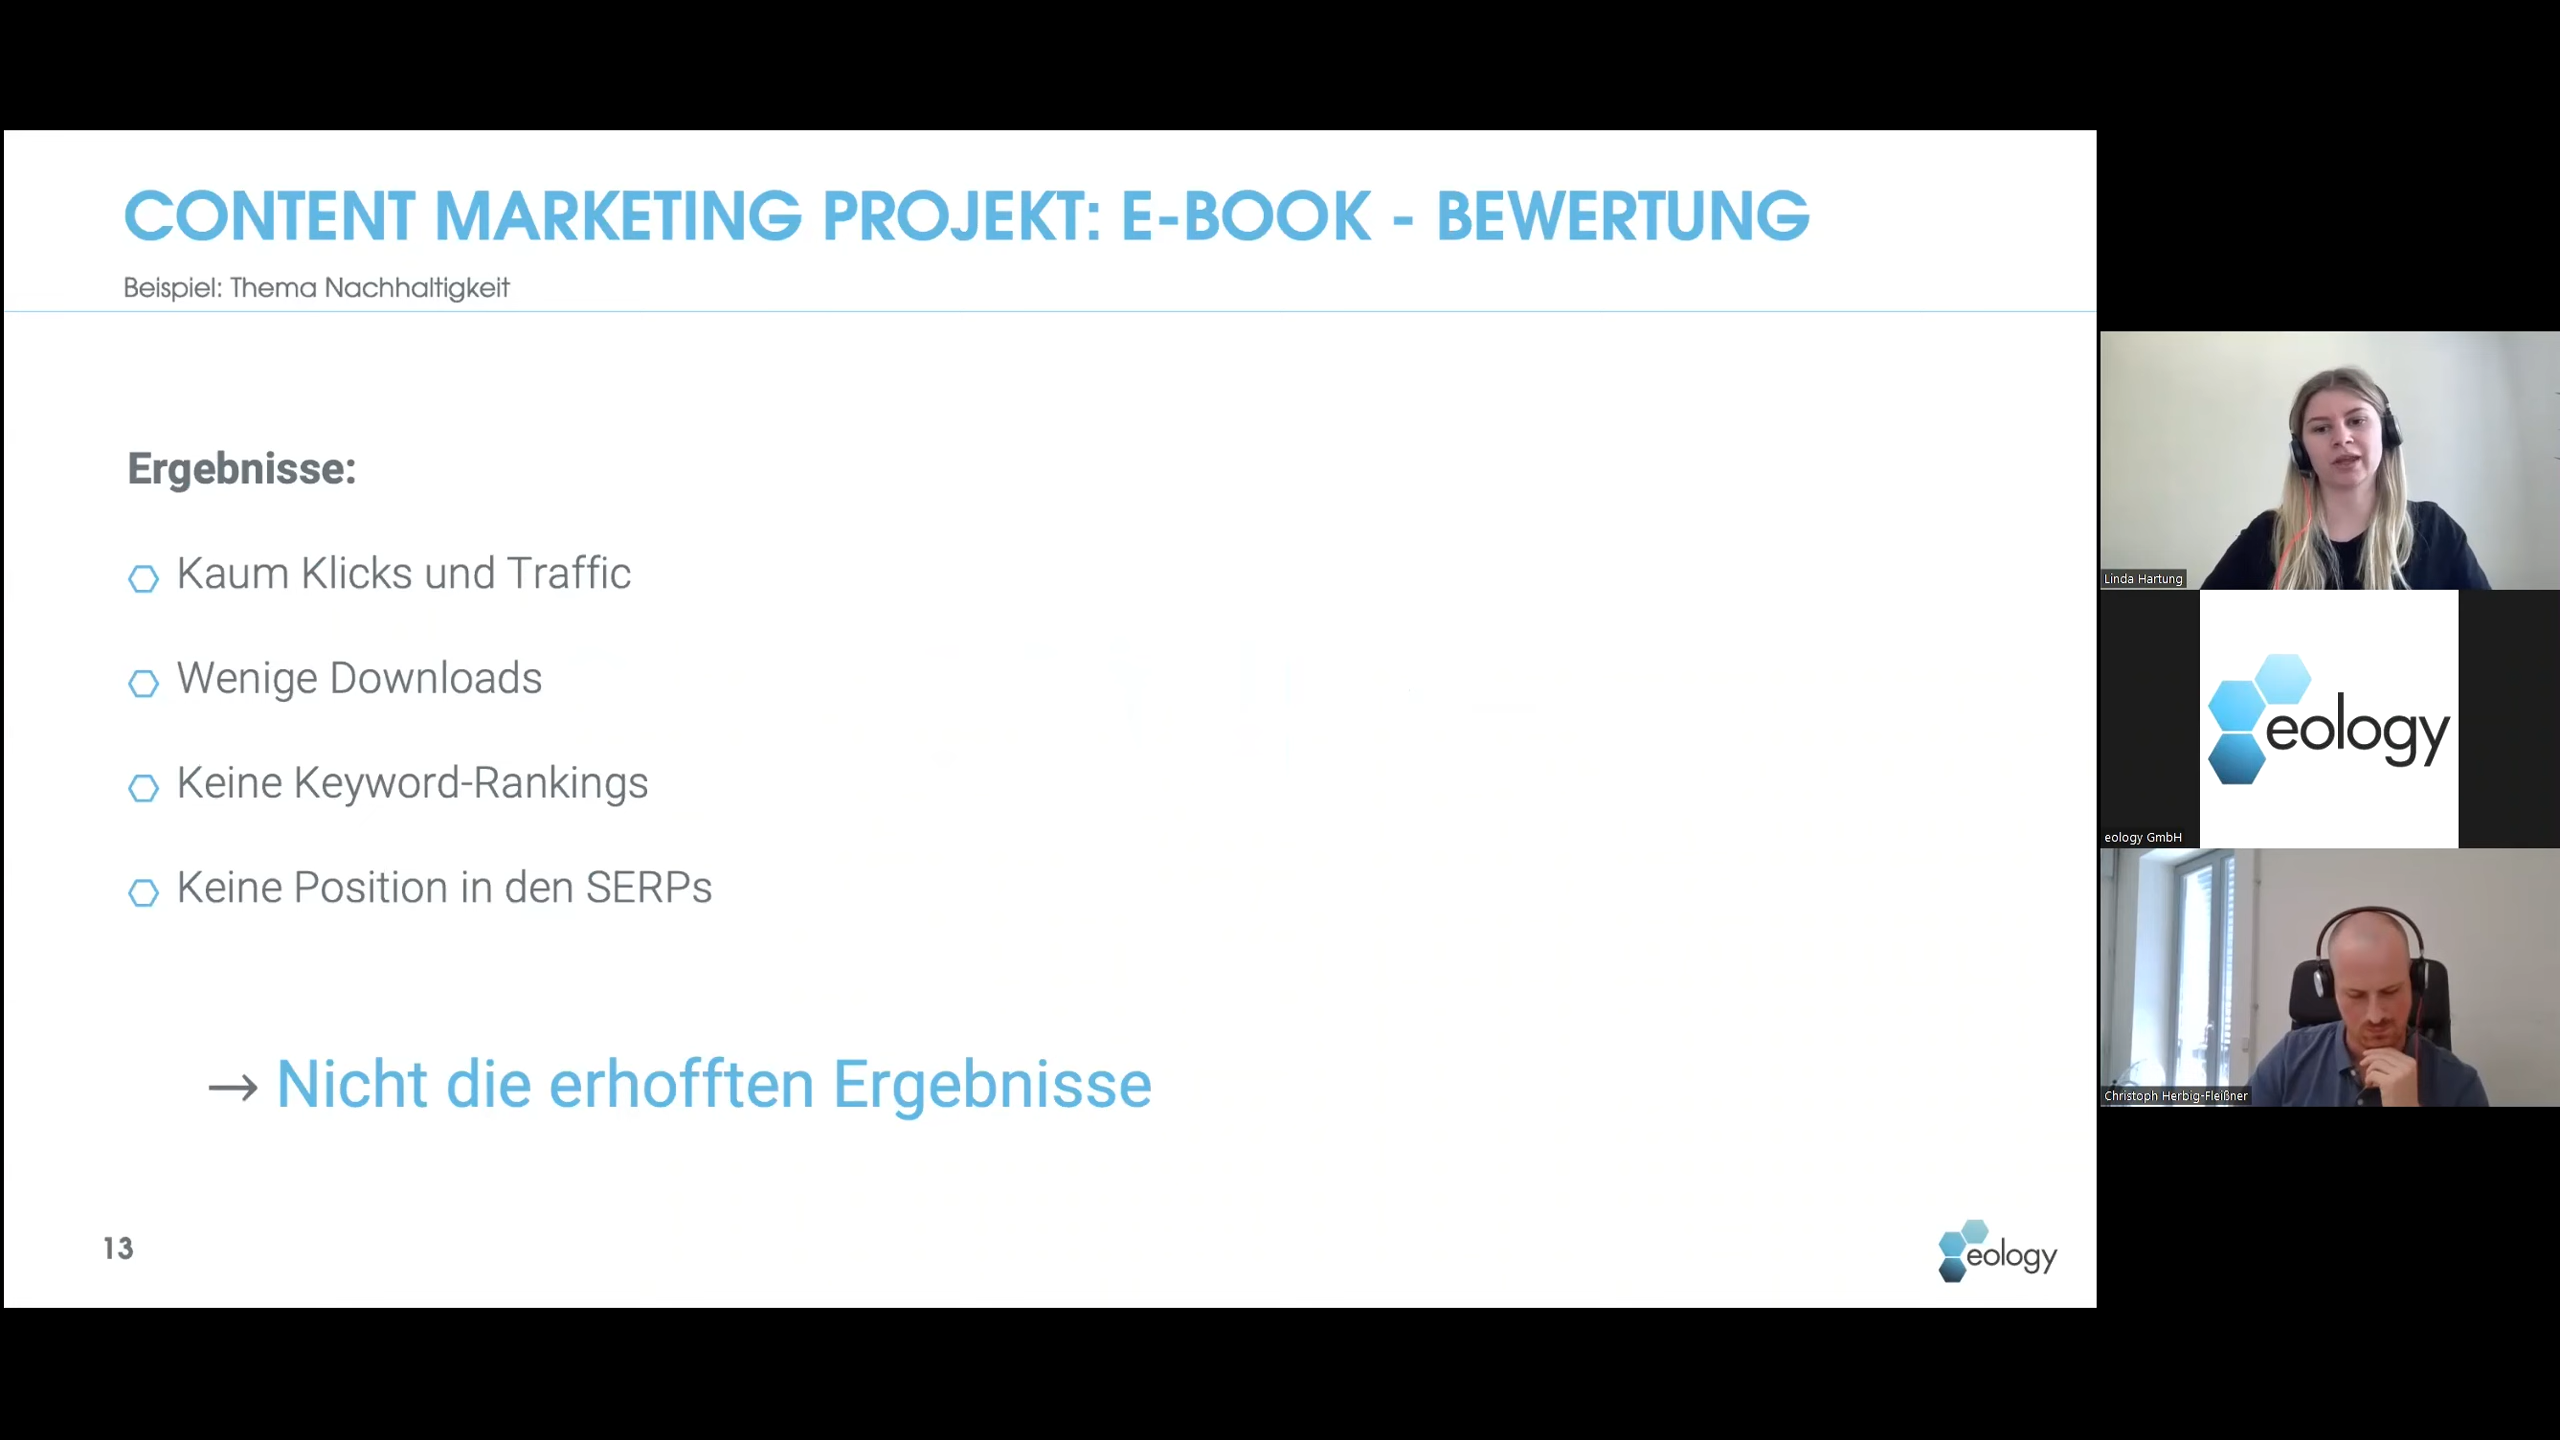 CONTENT MARKETING PROJEKT: E-BOOK - BEWERTUNG
Beispiel: Thema Nachhaltigkeit
Ergebnisse:
Kaum Klicks und Traffic
Wenige Downloads
Keine Keyword-Rankings
Keine Position in den SERPs
→ Nicht die erhofften Ergebnisse
13
eology
Linda Hartung
eology
eology GmbH
Christoph Herbig-Fleißner